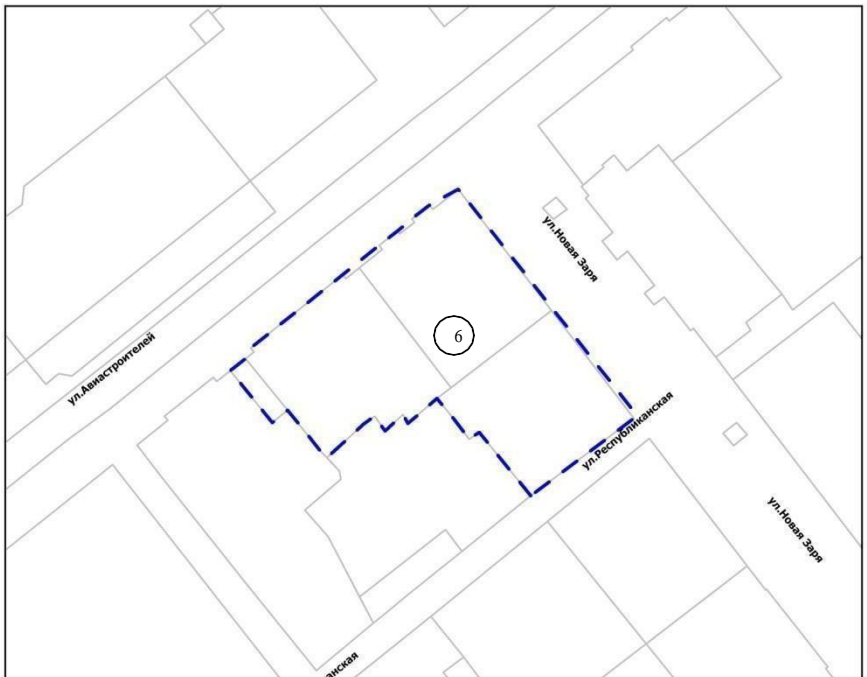 ул.Новая Заря
6
ул.Авиастроителей
ул.Республиканская
ул.Новая Заря
анская